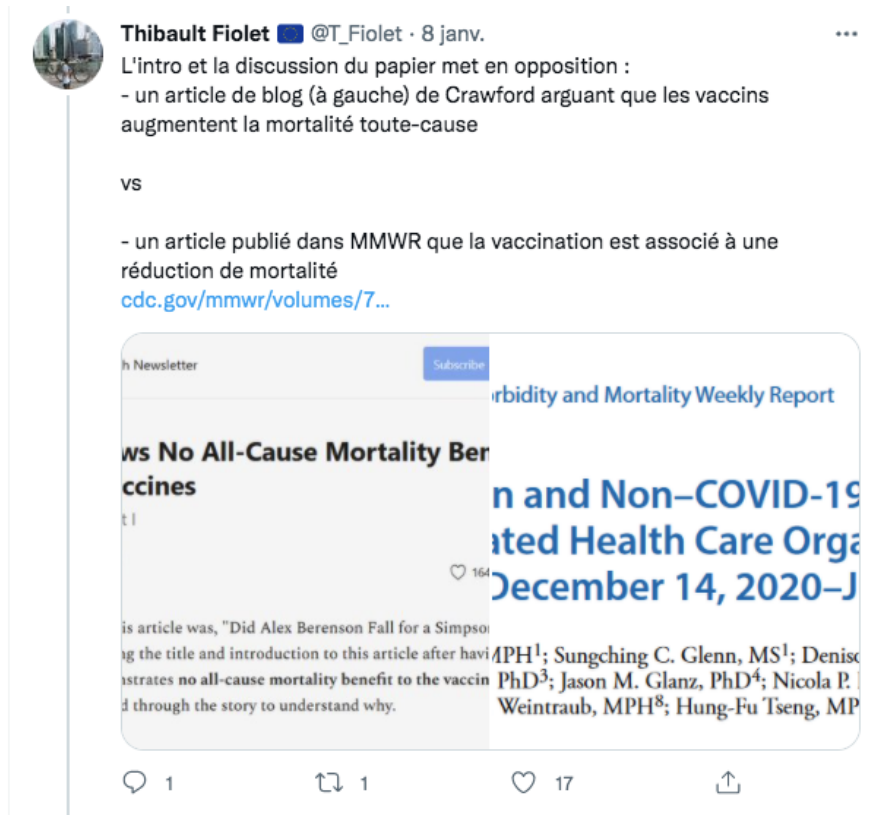 Thibault Fiolet 🇪🇺 @T_Fiolet · 8 janv.
L'intro et la discussion du papier met en opposition :
- un article de blog (à gauche) de Crawford arguant que les vaccins
augmentent la mortalité toute-cause
vs
- un article publié dans MMWR que la vaccination est associé à une
réduction de mortalité
cdc.gov/mmwr/volumes/7...
h Newsletter
Subscribe
ws No All-Cause Mortality Ber
ccines
t |
164
is article was, "Did Alex Berenson Fall for a Simpso
ng the title and introduction to this article after havi
nstrates no all-cause mortality benefit to the vaccin
d through the story to understand why.
rbidity and Mortality Weekly Report
n and Non–COVID-19
ated Health Care Orga
December 14, 2020–J
MPH1; Sungching C. Glenn, MS1; Denise
PhD3; Jason M. Glanz, PhD4; Nicola P.
Weintraub, MPH8; Hung-Fu Tseng, MP
1
1
17